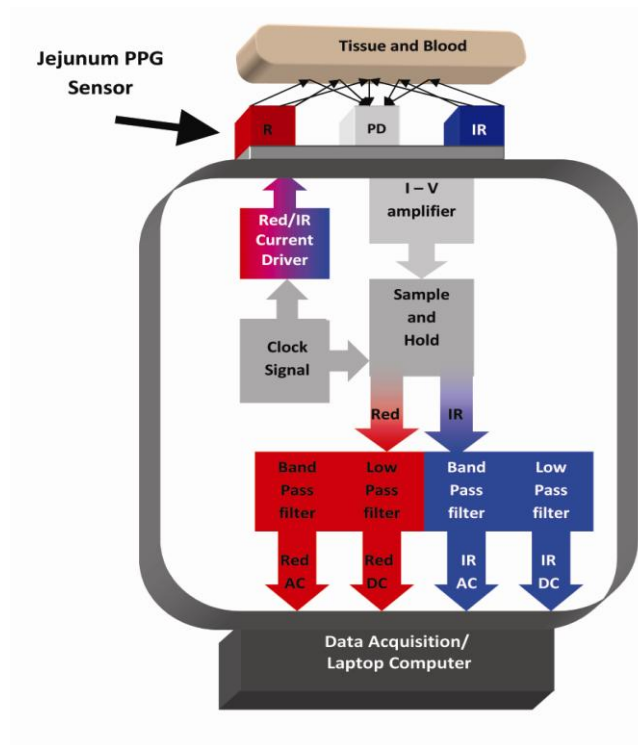 Tissue and Blood
Jejunum PPG
Sensor
R
PD
IR
I – V
amplifier
Red/IR
Current
Driver
Sample
and
Hold
Clock
Signal
Red
IR
Band
Pass
filter
Low
Pass
filter
Band
Pass
filter
Low
Pass
filter
Red
AC
Red
DC
IR
AC
IR
DC
Data Acquisition/
Laptop Computer